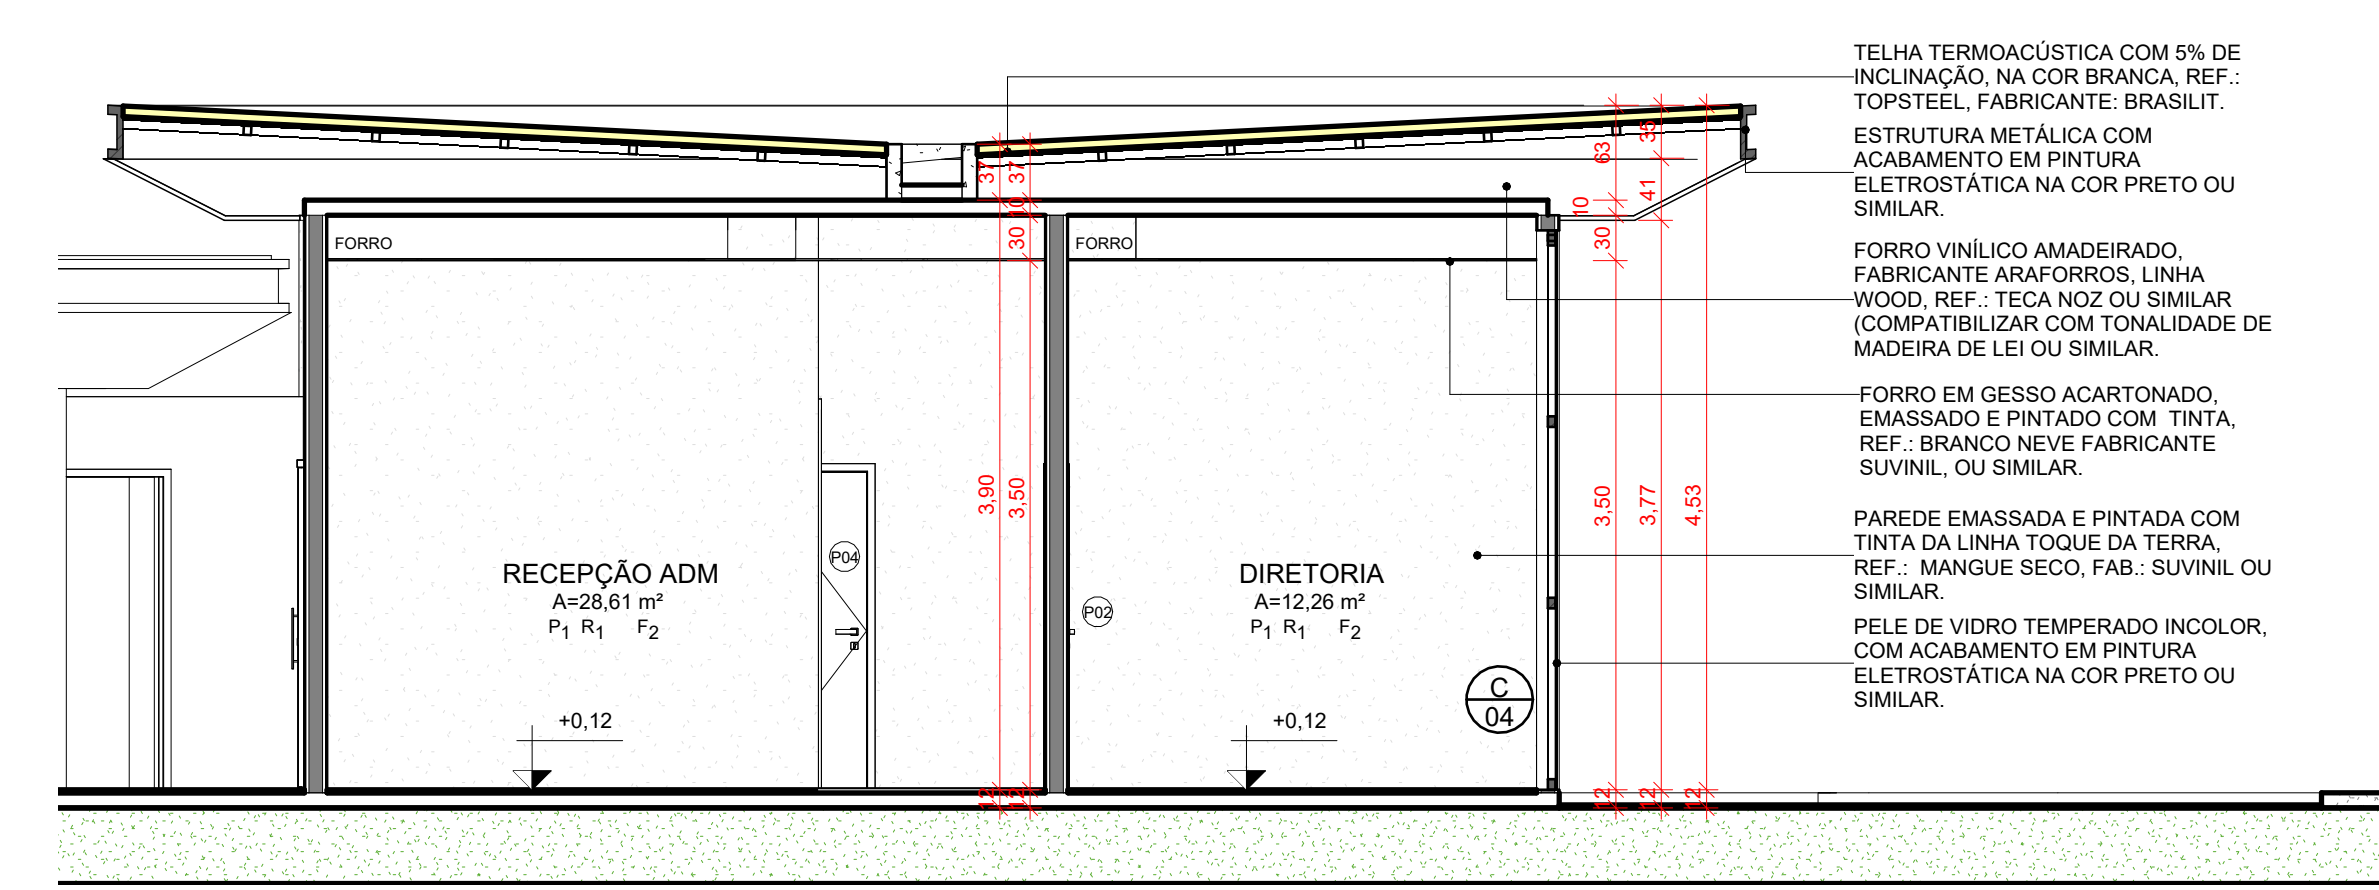 TELHA TERMOACÚSTICA COM 5% DE
INCLINAÇÃO, NA COR BRANCA, REF.:
TOPSTEEL, FABRICANTE: BRASILIT.
ESTRUTURA METÁLICA COM
ACABAMENTO EM PINTURA
ELETROSTÁTICA NA COR PRETO OU
SIMILAR.
FORRO VINÍLICO AMADEIRADO,
FABRICANTE ARAFORROS, LINHA
WOOD, REF.: TECA NOZ OU SIMILAR
(COMPATIBILIZAR COM TONALIDADE DE
MADEIRA DE LEI OU SIMILAR.
FORRO EM GESSO ACARTONADO,
EMASSADO E PINTADO COM TINTA,
REF.: BRANCO NEVE FABRICANTE
SUVINIL, OU SIMILAR.
PAREDE EMASSADA E PINTADA COM
TINTA DA LINHA TOQUE DA TERRA,
REF.: MANGUE SECO, FAB.: SUVINIL OU
SIMILAR.
PELE DE VIDRO TEMPERADO INCOLOR,
COM ACABAMENTO EM PINTURA
ELETROSTÁTICA NA COR PRETO OU
SIMILAR.
FORRO
FORRO
RECEPÇÃO ADM
A=28,61 m²
P1 R1 F2
+0,12
P04
DIRETORIA
A=12,26 m²
P1 R1 F2
+0,12
P02
C
04
37
37
10
30
3,90
3,50
12
12
63
35
41
10
30
3,50
3,77
4,53
12
12
12